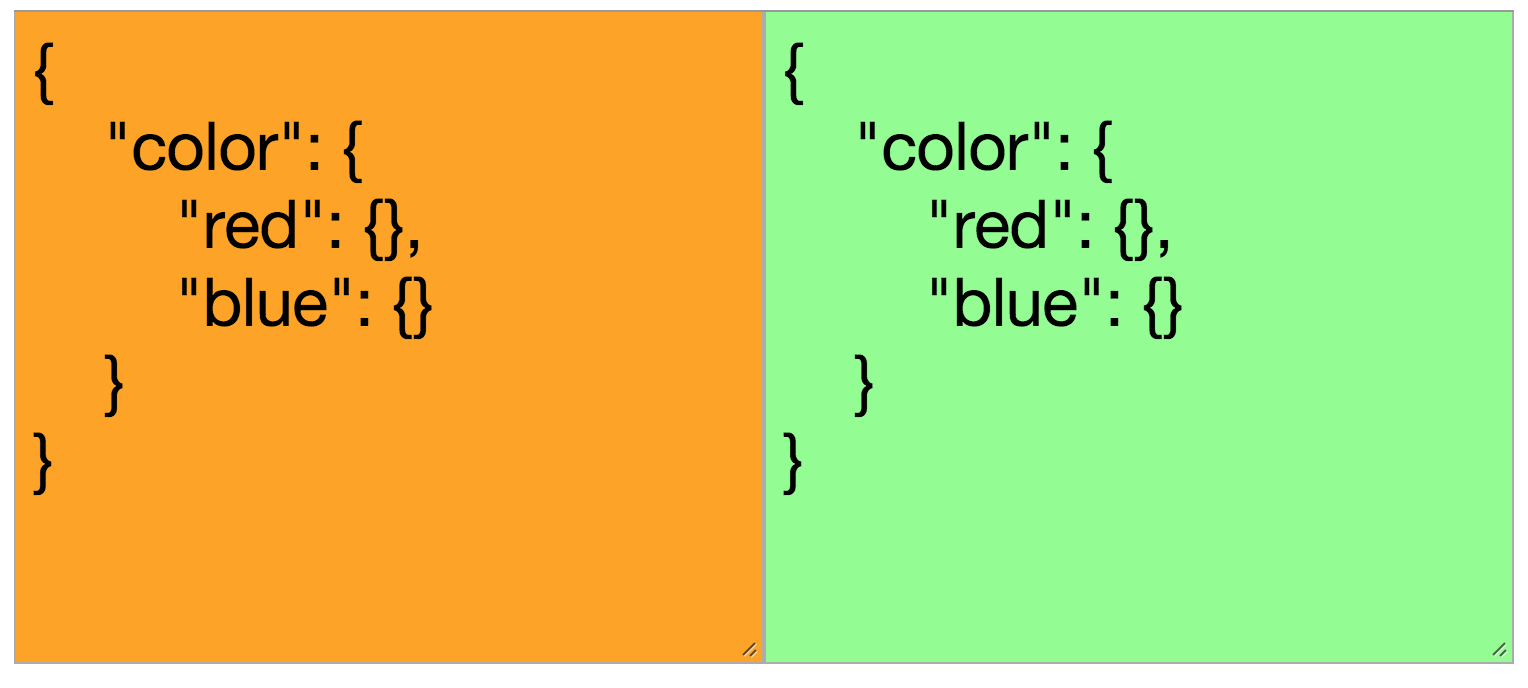 {
"color": {
"red": {},
"blue": {}
}
}
{
"color": {
"red": {},
"blue": {}
}
}